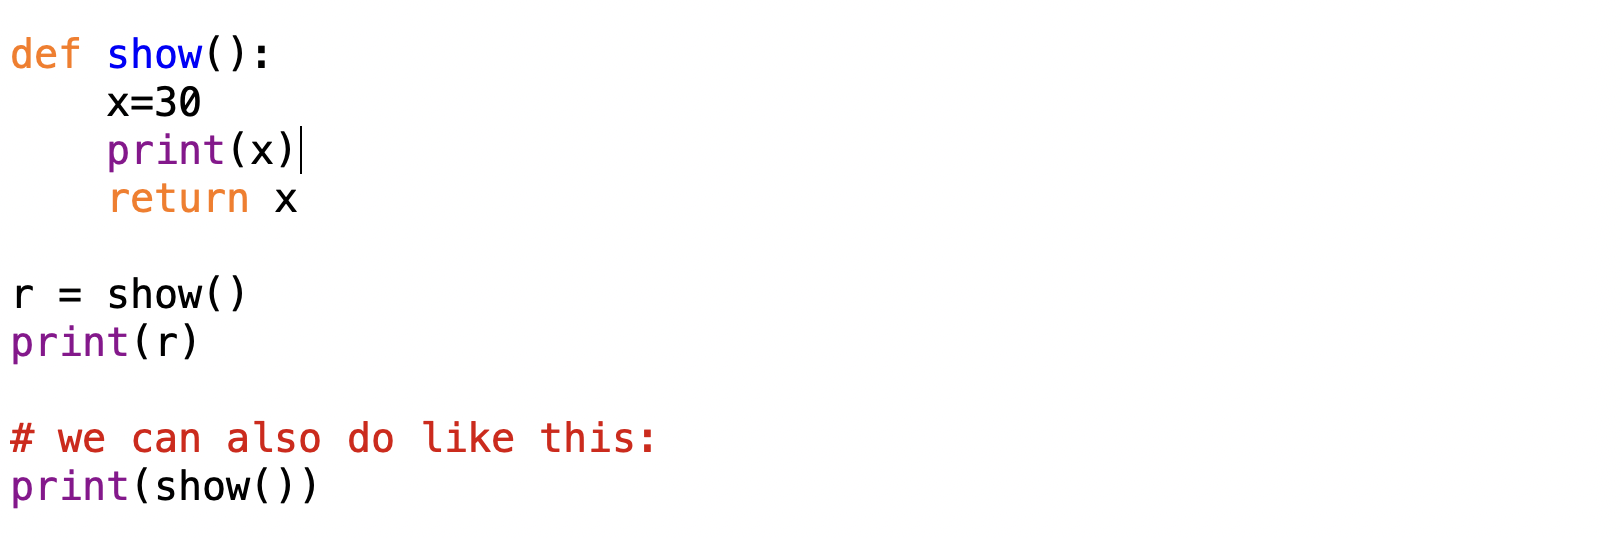 def show():
    x=30
    print(x)
    return x

r = show()
print(r)

# we can also do like this:
print(show())